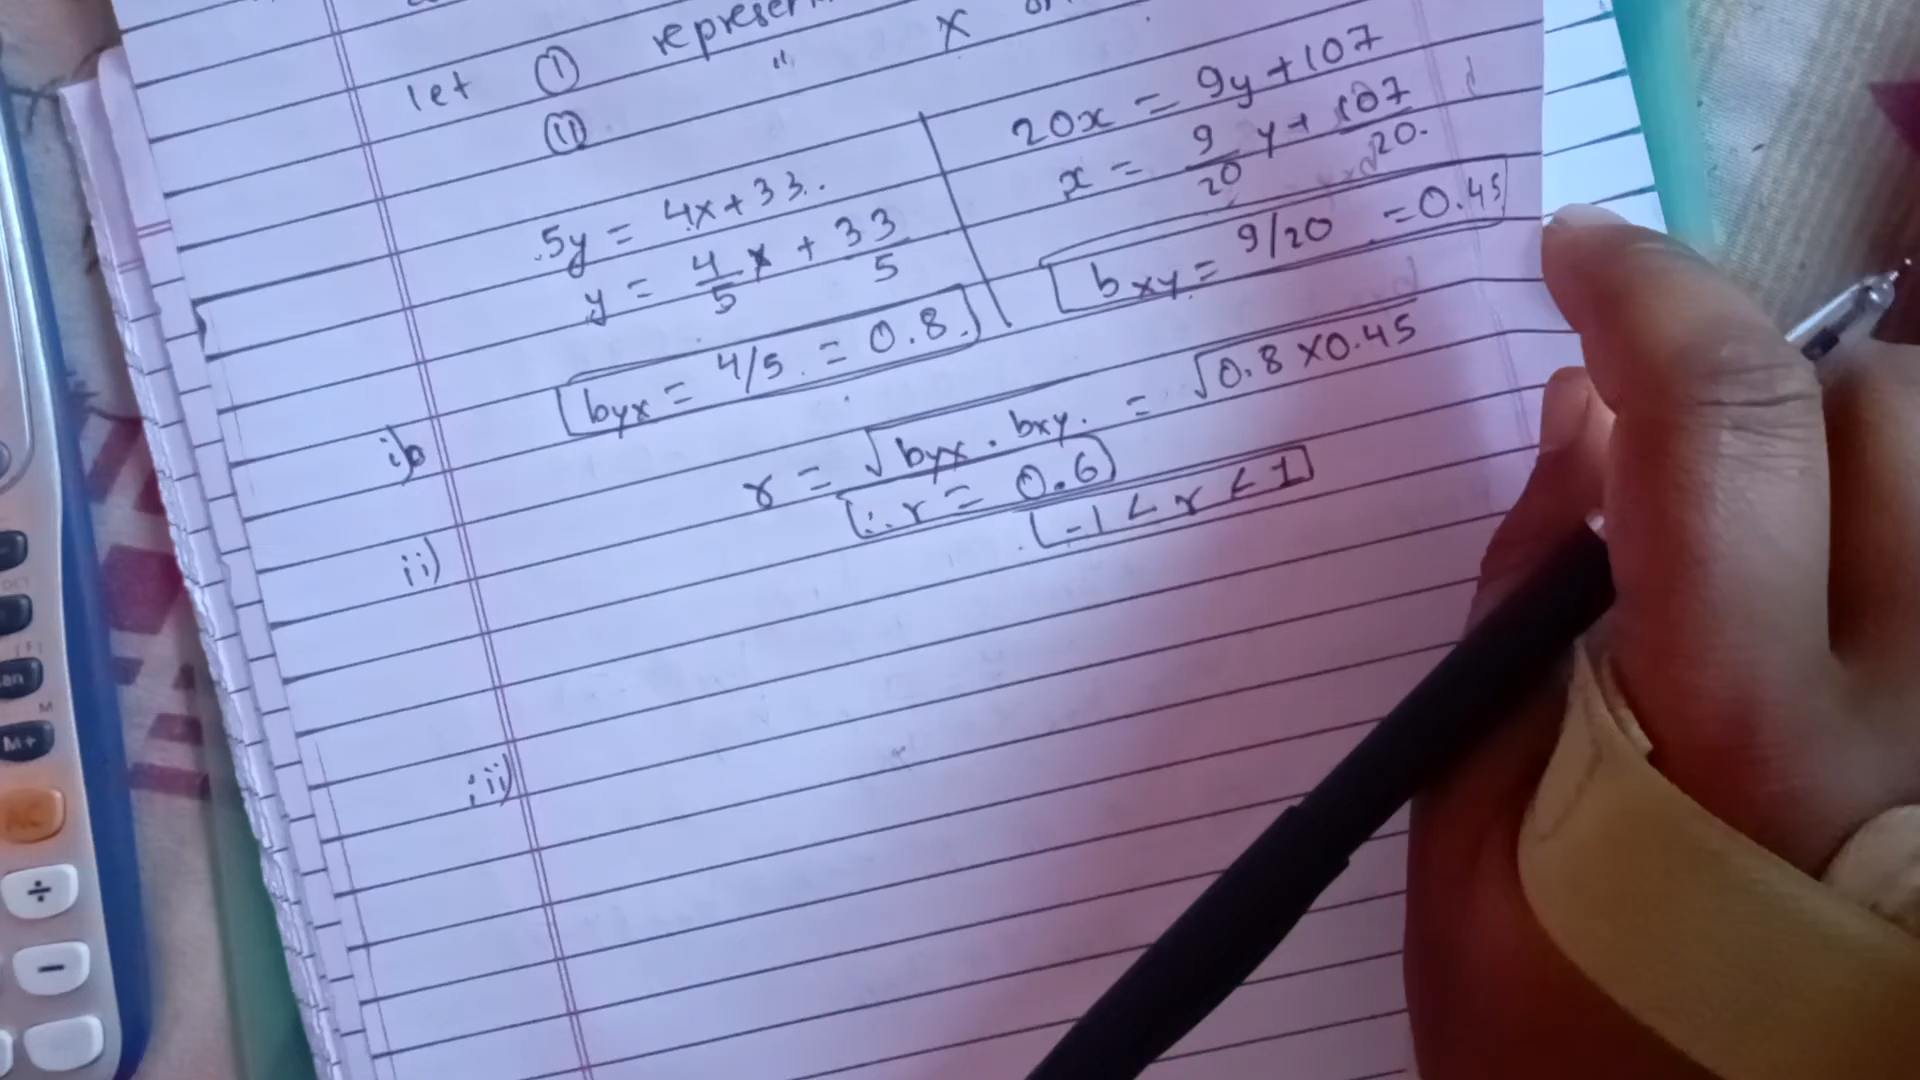 let ① represent
② " X
5y = 4x + 33.
y = 4/5 x + 33/5
byx = 4/5 = 0.8.
20x = 9y + 107
x = 9/20 y + 107/20.
bxy = 9/20 = 0.45
i)
r = √byx . bxy. = √0.8 × 0.45
∴ r = 0.6
-1 < r < 1
ii)
iii)
M
M+
AC
÷
−